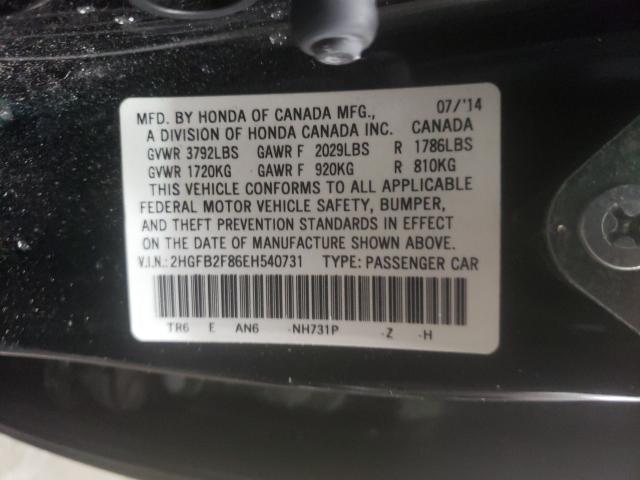 MFD. BY HONDA OF CANADA MFG., 07/'14
A DIVISION OF HONDA CANADA INC. CANADA
GVWR 3792LBS GAWR F 2029LBS R 1786LBS
GVWR 1720KG GAWR F 920KG R 810KG
THIS VEHICLE CONFORMS TO ALL APPLICABLE
FEDERAL MOTOR VEHICLE SAFETY, BUMPER,
AND THEFT PREVENTION STANDARDS IN EFFECT
ON THE DATE OF MANUFACTURE SHOWN ABOVE.
V.I.N.: 2HGFB2F86EH540731 TYPE: PASSENGER CAR
TR6 E AN6 -NH731P -Z -H